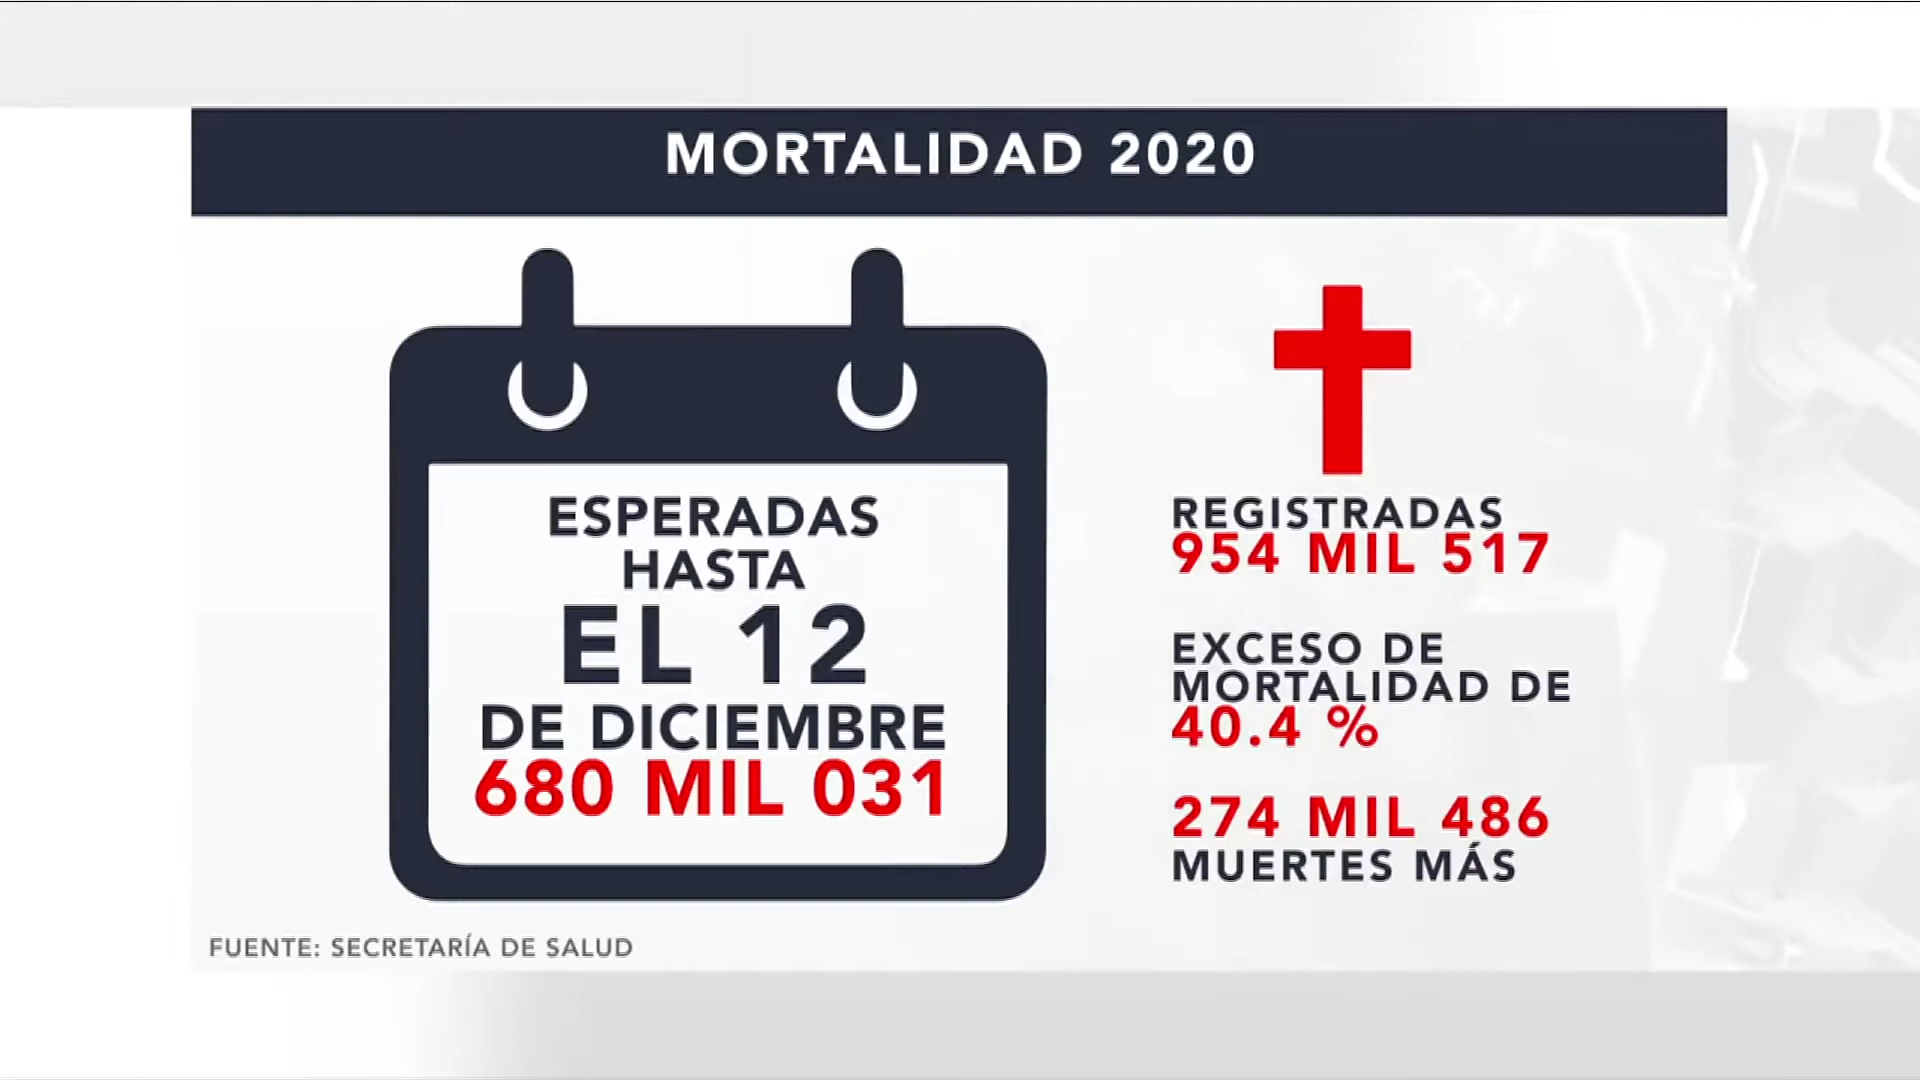 MORTALIDAD 2020
ESPERADAS
HASTA
EL 12
DE DICIEMBRE
680 MIL 031
REGISTRADAS
954 MIL 517
EXCESO DE
MORTALIDAD DE
40.4 %
274 MIL 486
MUERTES MÁS
FUENTE: SECRETARÍA DE SALUD